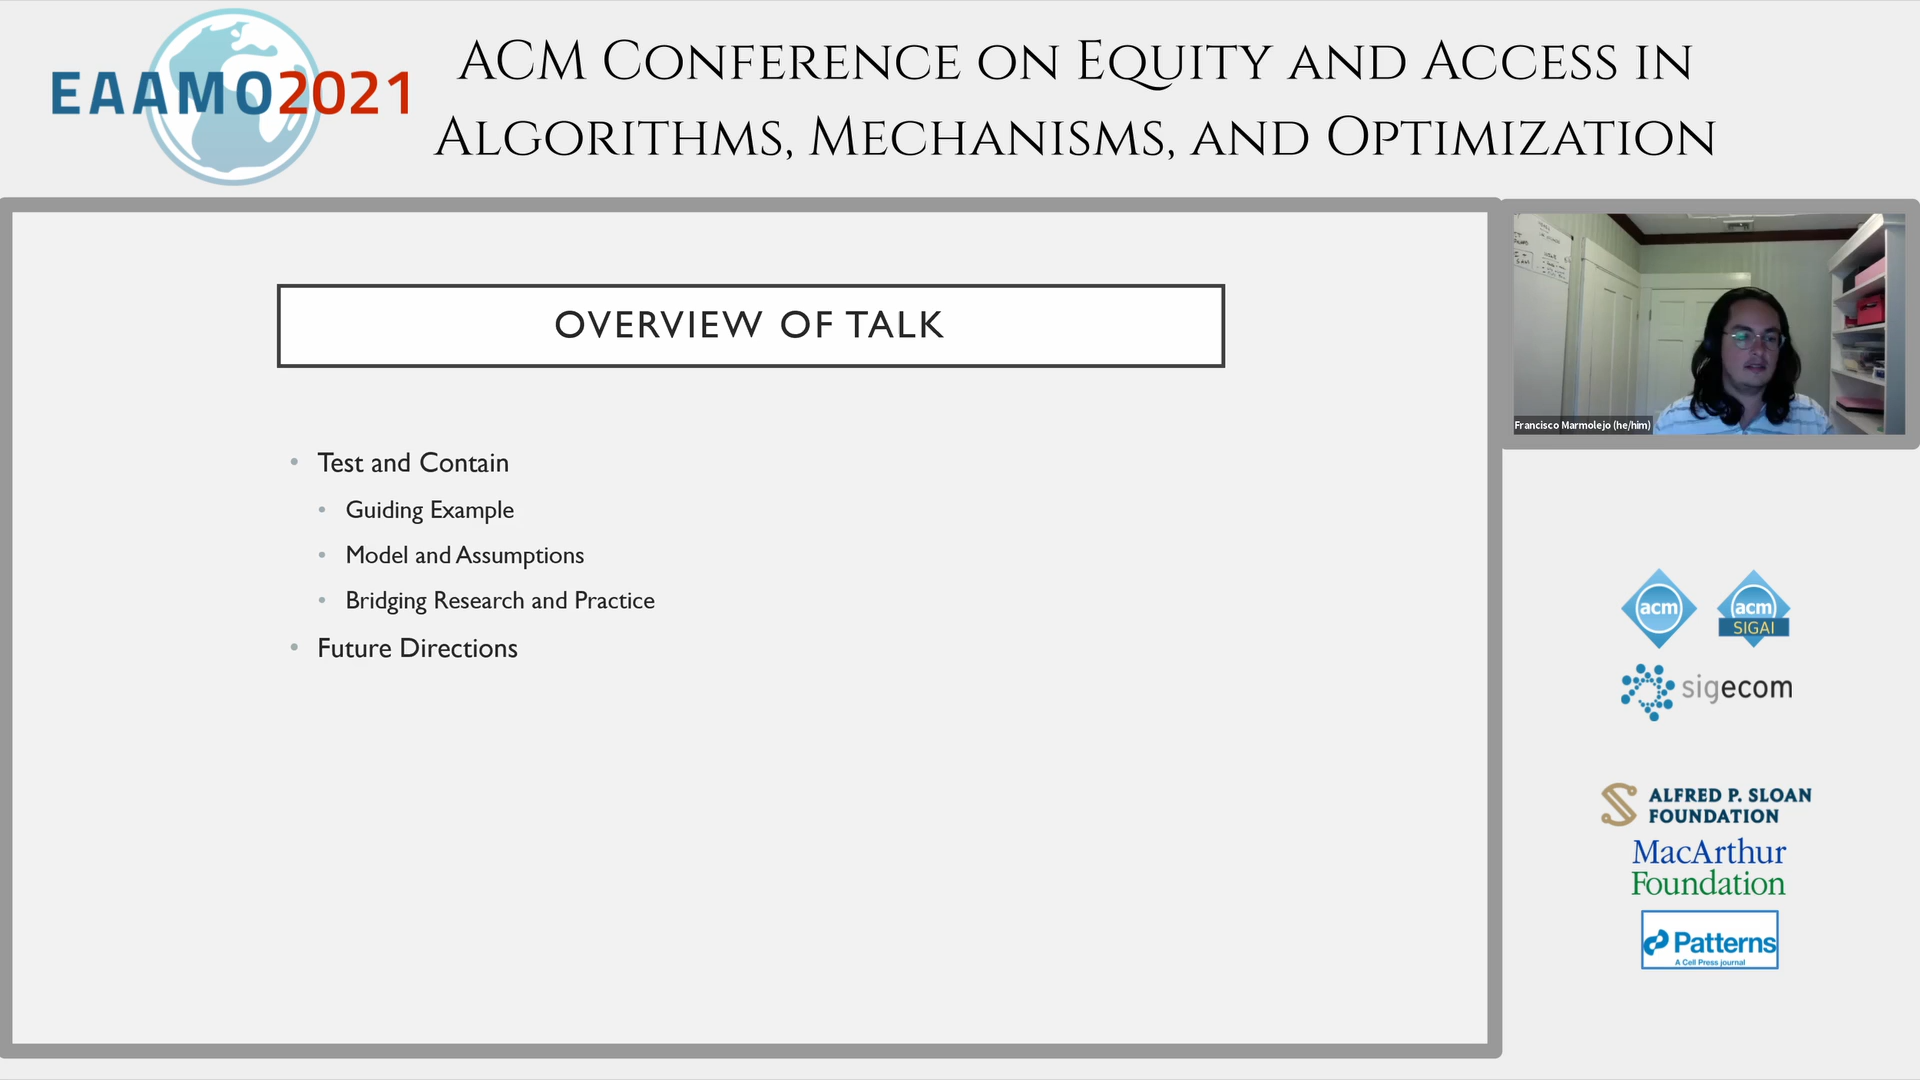 EAAMO2021
ACM Conference on Equity and Access in
Algorithms, Mechanisms, and Optimization
OVERVIEW OF TALK
• Test and Contain
• Guiding Example
• Model and Assumptions
• Bridging Research and Practice
• Future Directions
Francisco Marmolejo (he/him)
acm
acm
SIGAI
sigecom
ALFRED P. SLOAN
FOUNDATION
MacArthur
Foundation
Patterns
A Cell Press journal